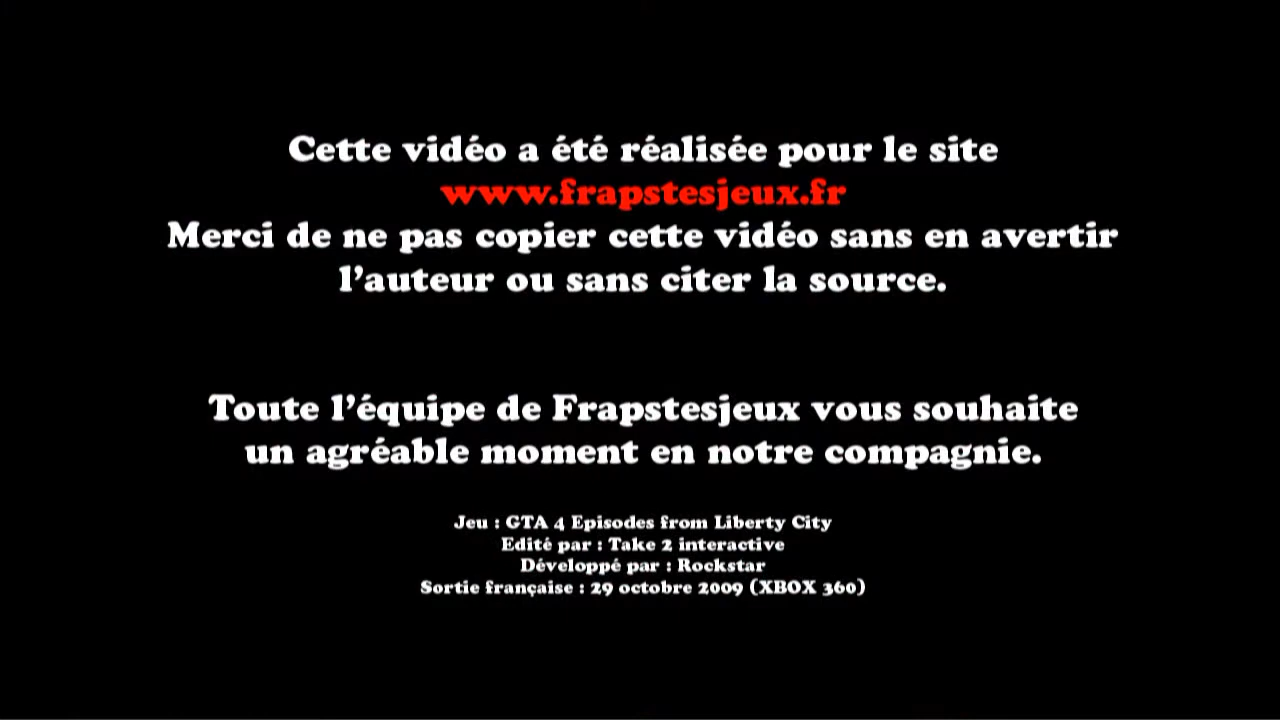 Cette vidéo a été réalisée pour le site
www.frapstesjeux.fr
Merci de ne pas copier cette vidéo sans en avertir
l'auteur ou sans citer la source.
Toute l'équipe de Frapstesjeux vous souhaite
un agréable moment en notre compagnie.
Jeu : GTA 4 Episodes from Liberty City
Edité par : Take 2 interactive
Développé par : Rockstar
Sortie française : 29 octobre 2009 (XBOX 360)